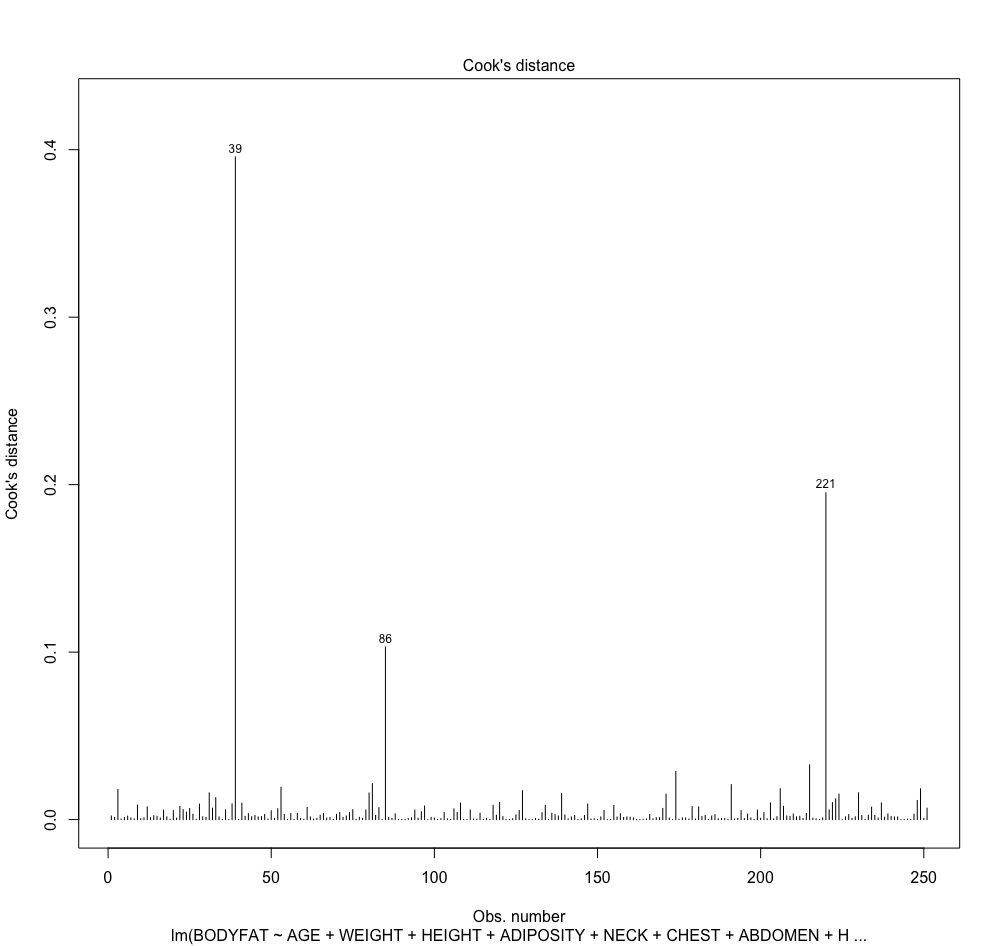 Cook's distance
0.4
0.3
0.2
0.1
0.0
Cook's distance
39
86
221
0 50 100 150 200 250
Obs. number
lm(BODYFAT ~ AGE + WEIGHT + HEIGHT + ADIPOSITY + NECK + CHEST + ABDOMEN + H ...